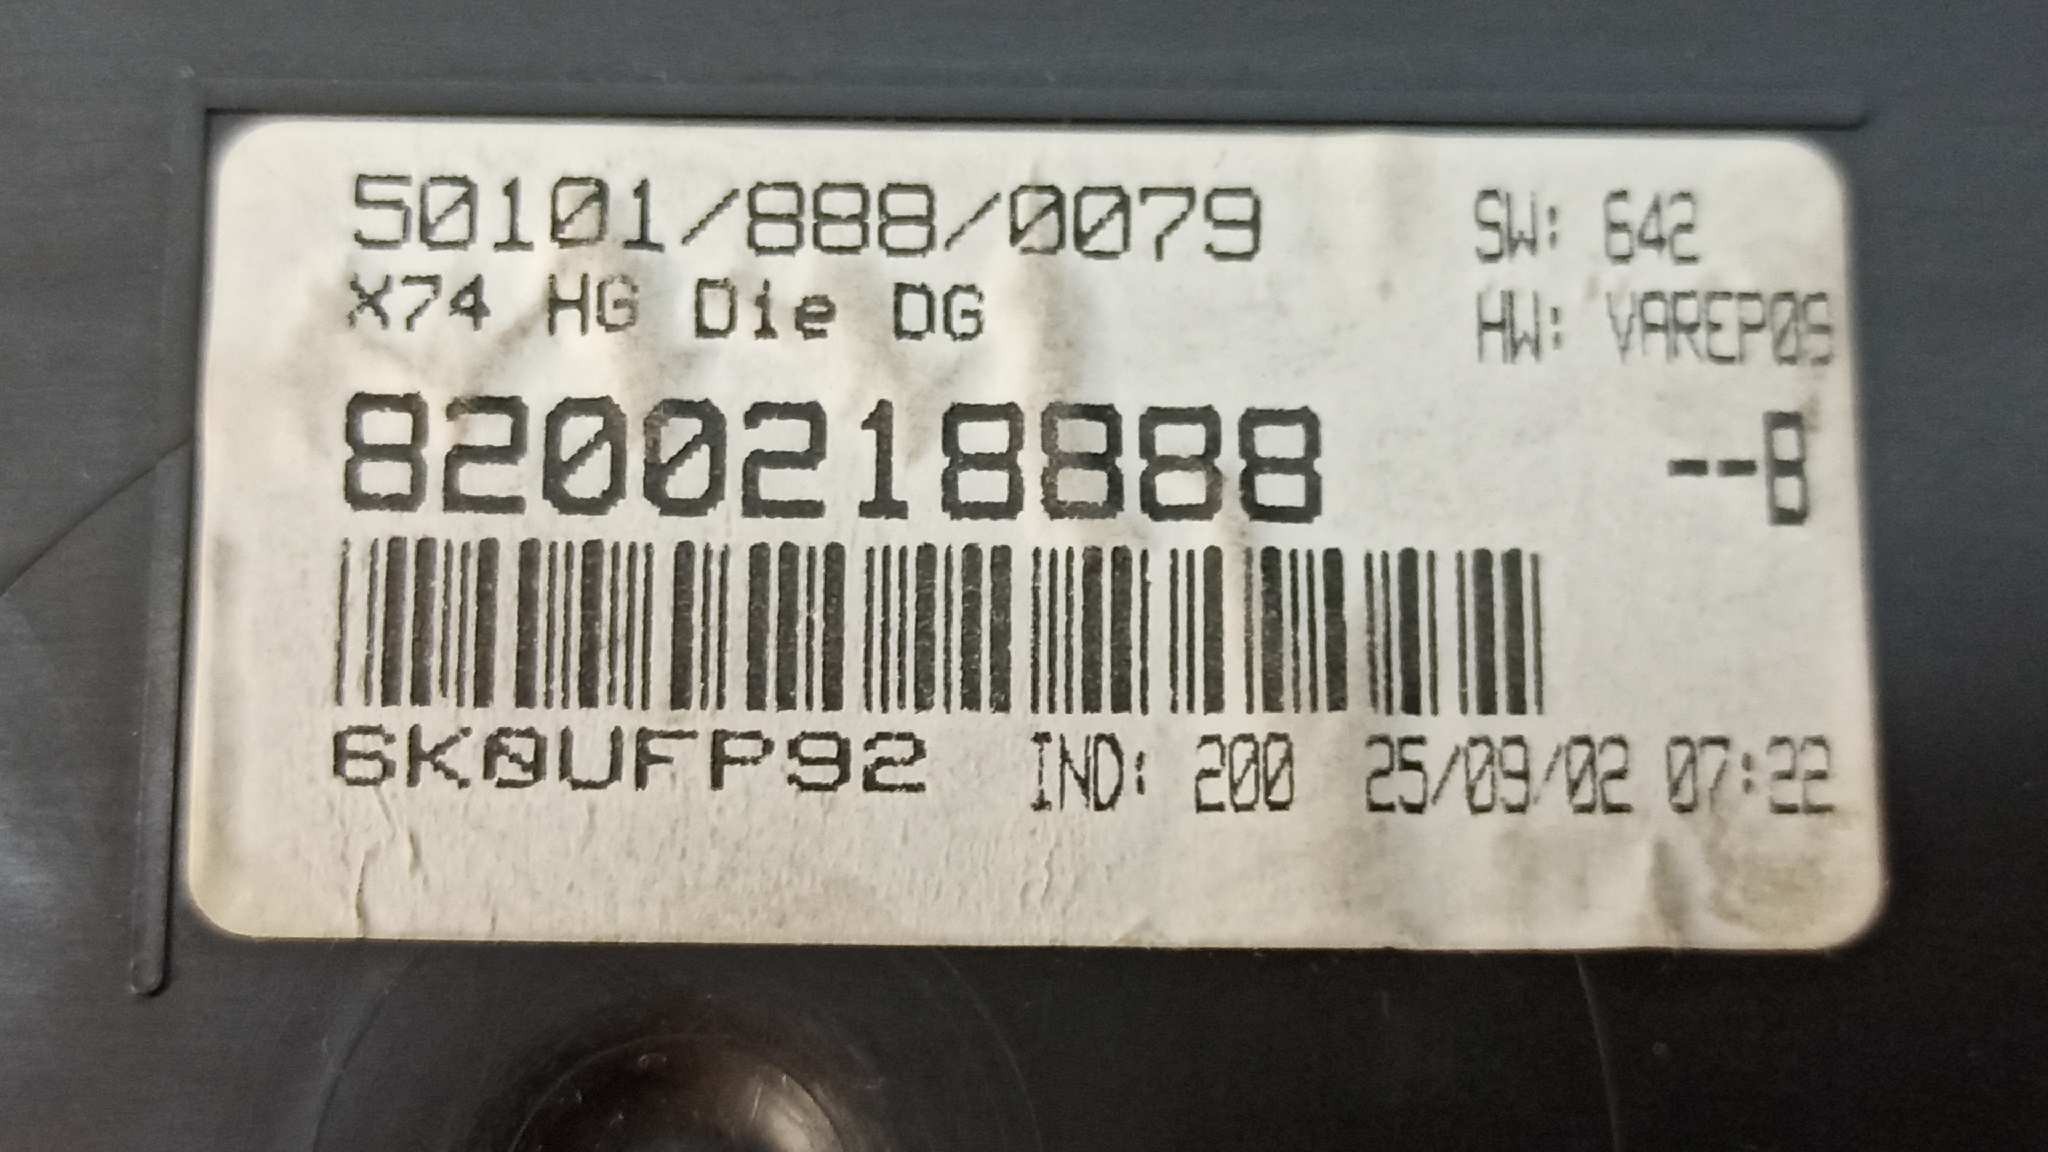 50101/888/0079 SW: 642
X74 HG Die DG HW: VAREP09
8200218888 --B
6K0UFP92 IND: 200 25/09/02 07:22